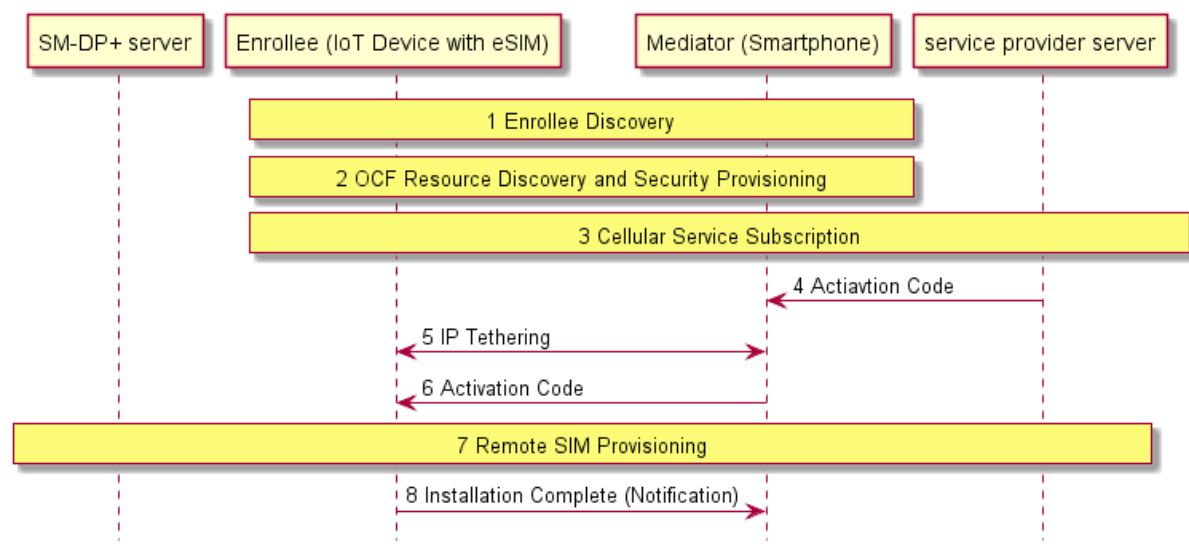 SM-DP+ server
Enrollee (IoT Device with eSIM)
Mediator (Smartphone)
service provider server
1 Enrollee Discovery
2 OCF Resource Discovery and Security Provisioning
3 Cellular Service Subscription
4 Actiavtion Code
5 IP Tethering
6 Activation Code
7 Remote SIM Provisioning
8 Installation Complete (Notification)